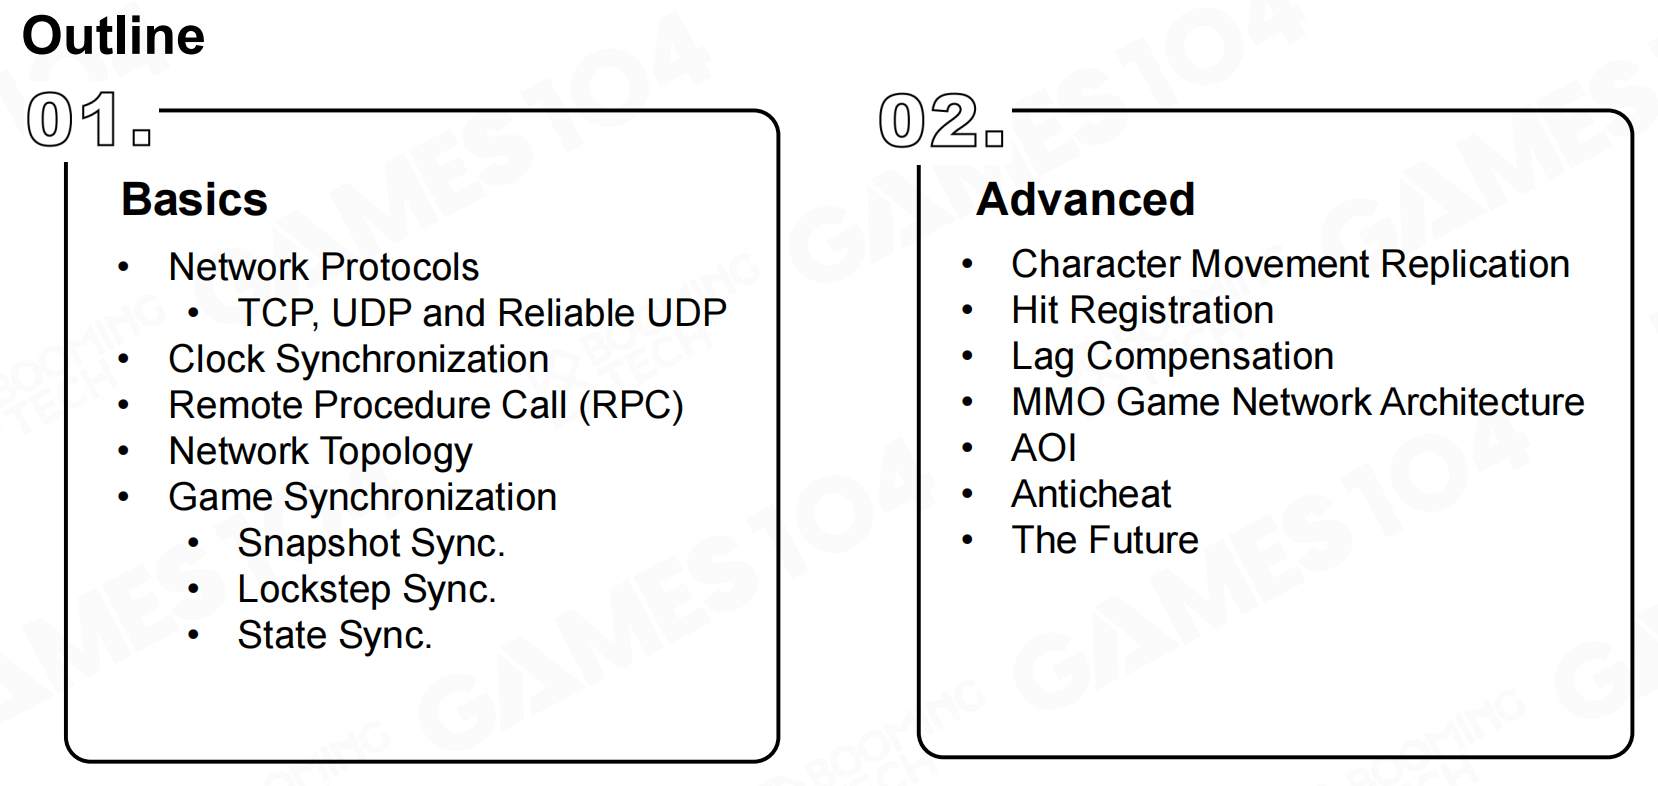 Outline
01.
Basics
• Network Protocols
• TCP, UDP and Reliable UDP
• Clock Synchronization
• Remote Procedure Call (RPC)
• Network Topology
• Game Synchronization
• Snapshot Sync.
• Lockstep Sync.
• State Sync.
02.
Advanced
• Character Movement Replication
• Hit Registration
• Lag Compensation
• MMO Game Network Architecture
• AOI
• Anticheat
• The Future
GAMES104
BOOMING
TECH